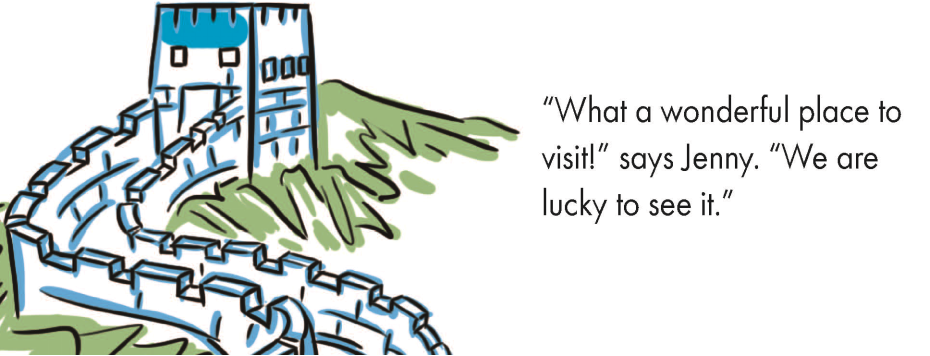 “What a wonderful place to
visit!” says Jenny. “We are
lucky to see it.”